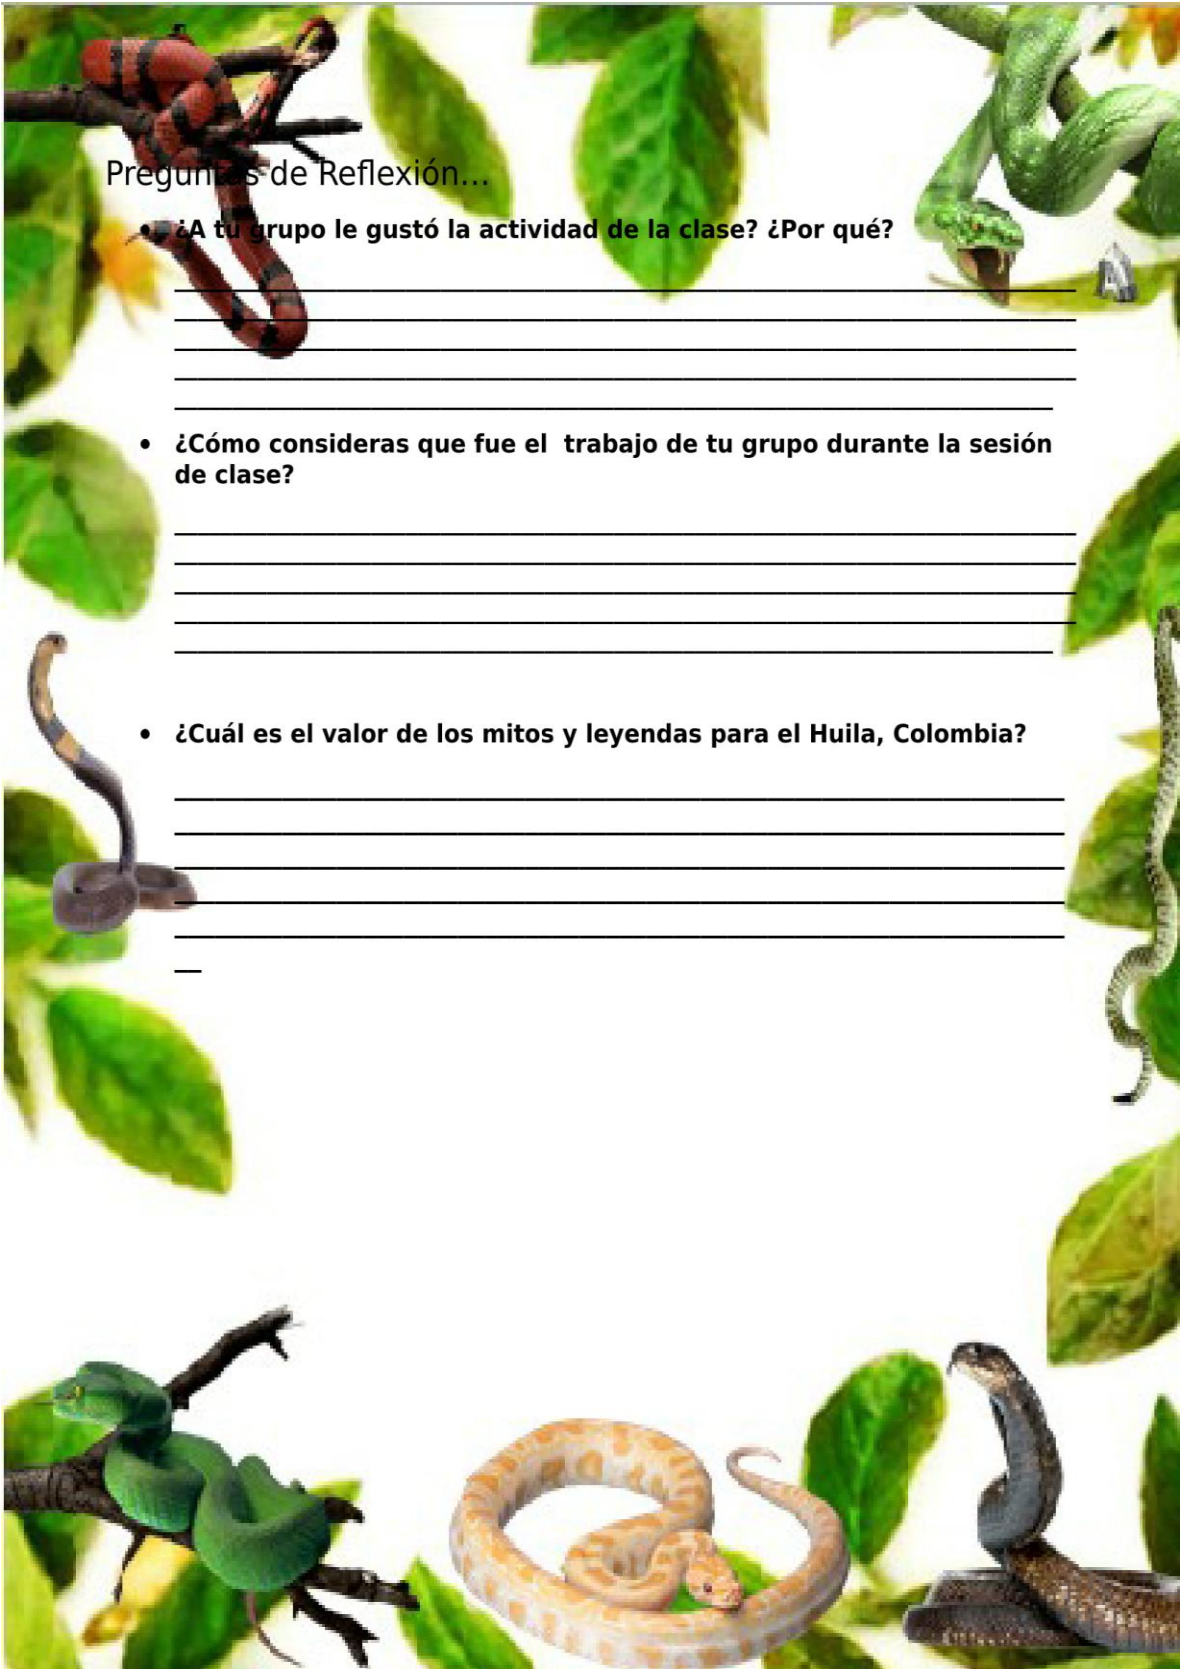 Preguntas de Reflexión...
• ¿A tu grupo le gustó la actividad de la clase? ¿Por qué?
• ¿Cómo consideras que fue el  trabajo de tu grupo durante la sesión
de clase?
• ¿Cuál es el valor de los mitos y leyendas para el Huila, Colombia?